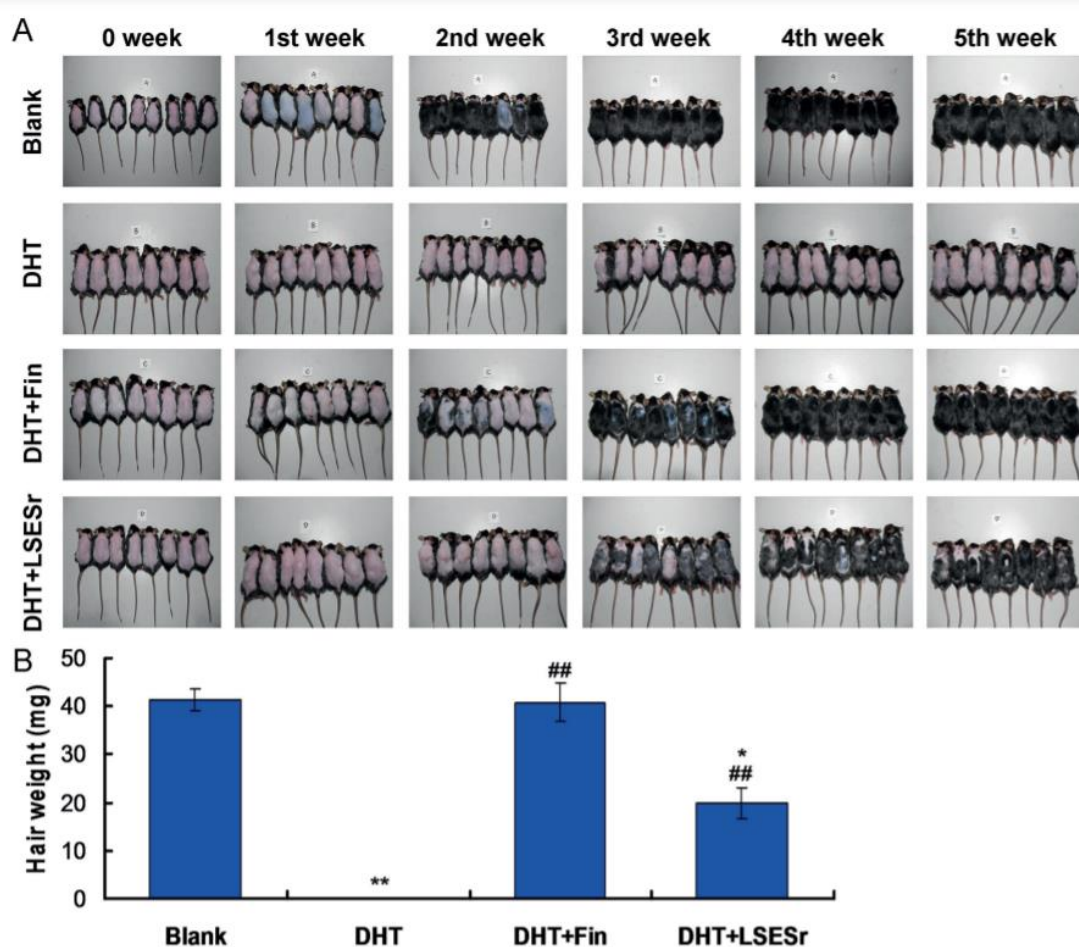 A
0 week 1st week 2nd week 3rd week 4th week 5th week
Blank
A A A A A A
DHT
B B B B B B
DHT+Fin
C C C C C
DHT+LSESr
D D D
B
50
40
30
20
10
0
Hair weight (mg)
**
##
*
##
Blank DHT DHT+Fin DHT+LSESr